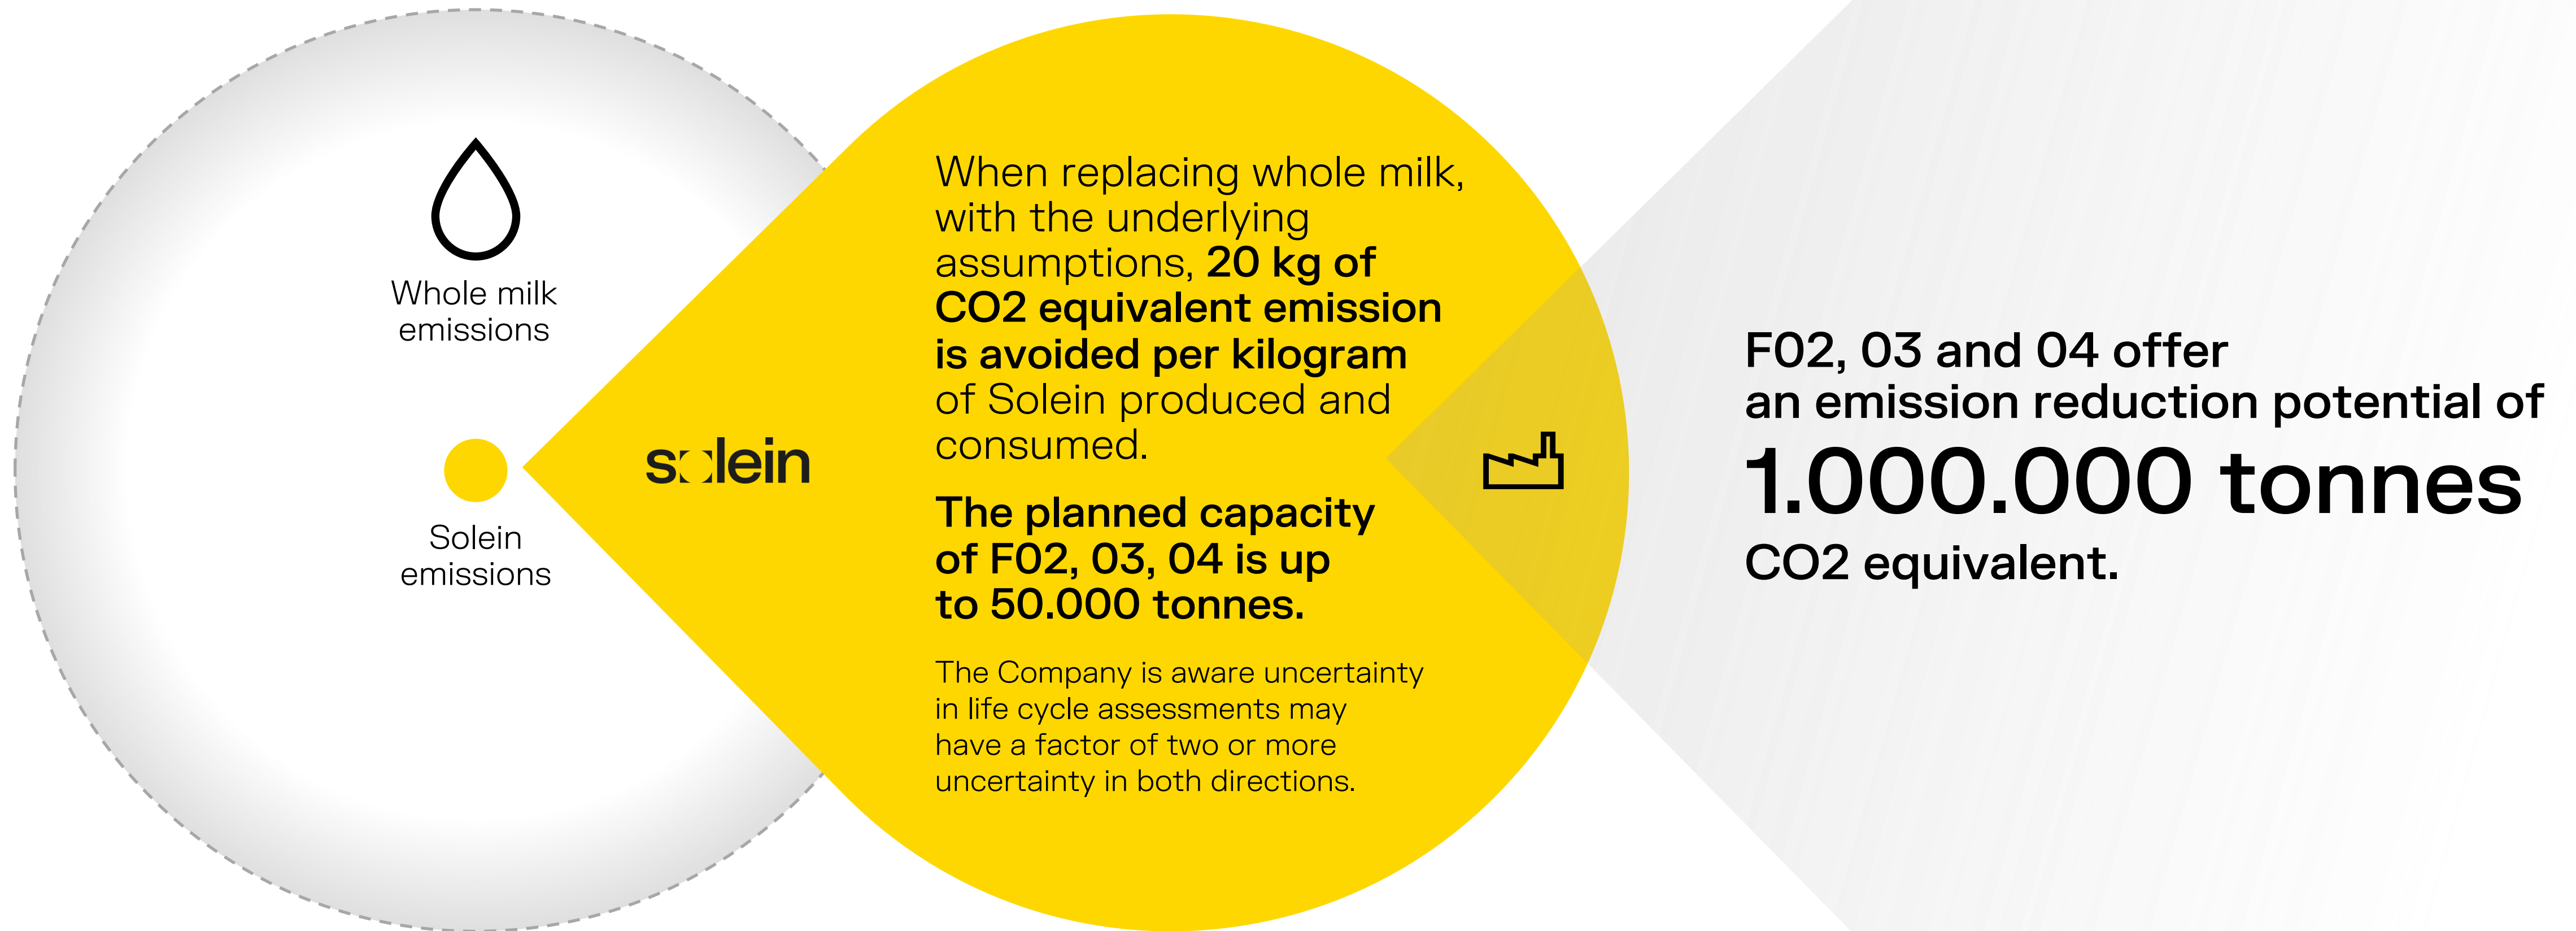 Whole milk
emissions
Solein
emissions
solein
When replacing whole milk,
with the underlying
assumptions, 20 kg of
CO2 equivalent emission
is avoided per kilogram
of Solein produced and
consumed.
The planned capacity
of F02, 03, 04 is up
to 50.000 tonnes.
The Company is aware uncertainty
in life cycle assessments may
have a factor of two or more
uncertainty in both directions.
F02, 03 and 04 offer
an emission reduction potential of
1.000.000 tonnes
CO2 equivalent.